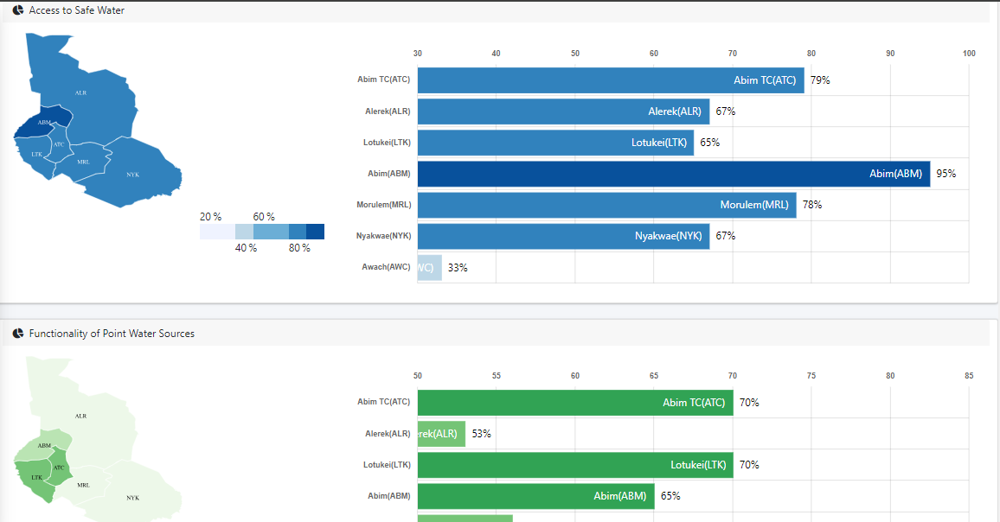 Access to Safe Water
ALR
ABM
ATC
LTK
MRL
NYK
20 % 60 %
40 % 80 %
30 40 50 60 70 80 90 100
Abim TC(ATC) Abim TC(ATC) 79%
Alerek(ALR) Alerek(ALR) 67%
Lotukei(LTK) Lotukei(LTK) 65%
Abim(ABM) Abim(ABM) 95%
Morulem(MRL) Morulem(MRL) 78%
Nyakwae(NYK) Nyakwae(NYK) 67%
Awach(AWC) WC) 33%
Functionality of Point Water Sources
ALR
ABM
ATC
LTK
MRL
NYK
50 55 60 65 70 75 80 85
Abim TC(ATC) Abim TC(ATC) 70%
Alerek(ALR) rek(ALR) 53%
Lotukei(LTK) Lotukei(LTK) 70%
Abim(ABM) Abim(ABM) 65%